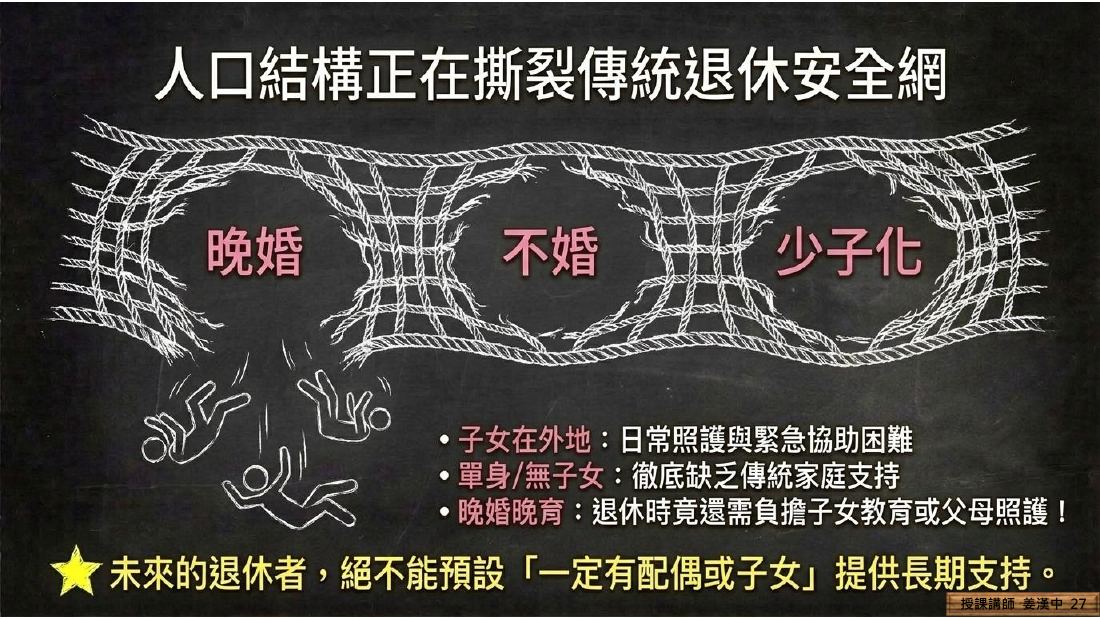 人口結構正在撕裂傳統退休安全網
晚婚
不婚
少子化
• 子女在外地：日常照護與緊急協助困難
• 單身/無子女：徹底缺乏傳統家庭支持
• 晚婚晚育：退休時竟還需負擔子女教育或父母照護！
未來的退休者，絕不能預設「一定有配偶或子女」提供長期支持。
授課講師 姜漢中 27